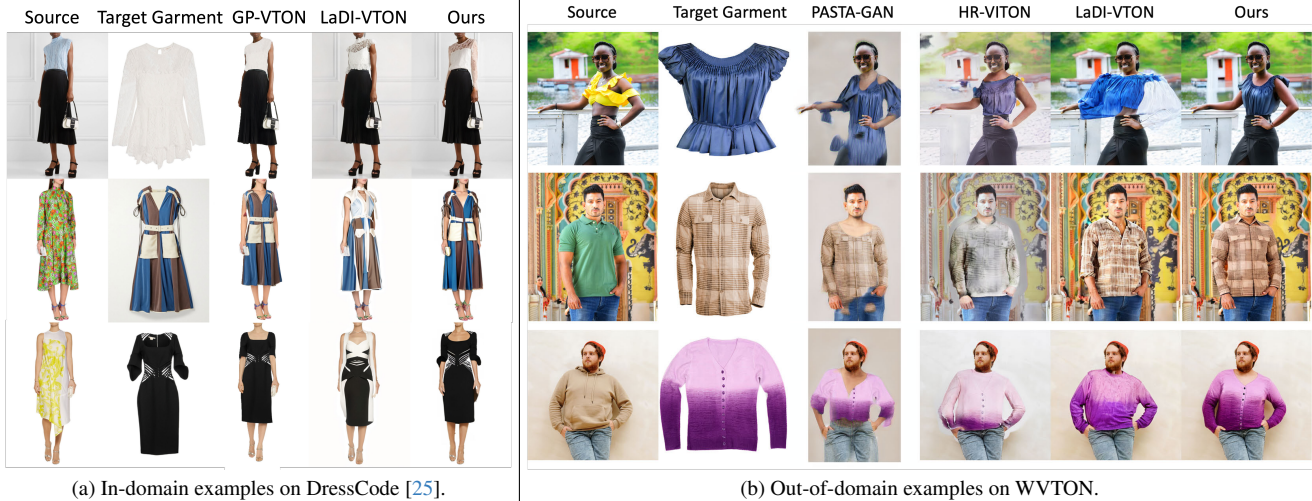 Source Target Garment GP-VTON LaDI-VTON Ours
Source Target Garment PASTA-GAN HR-VITON LaDI-VTON Ours
(a) In-domain examples on DressCode [25].
(b) Out-of-domain examples on WVTON.